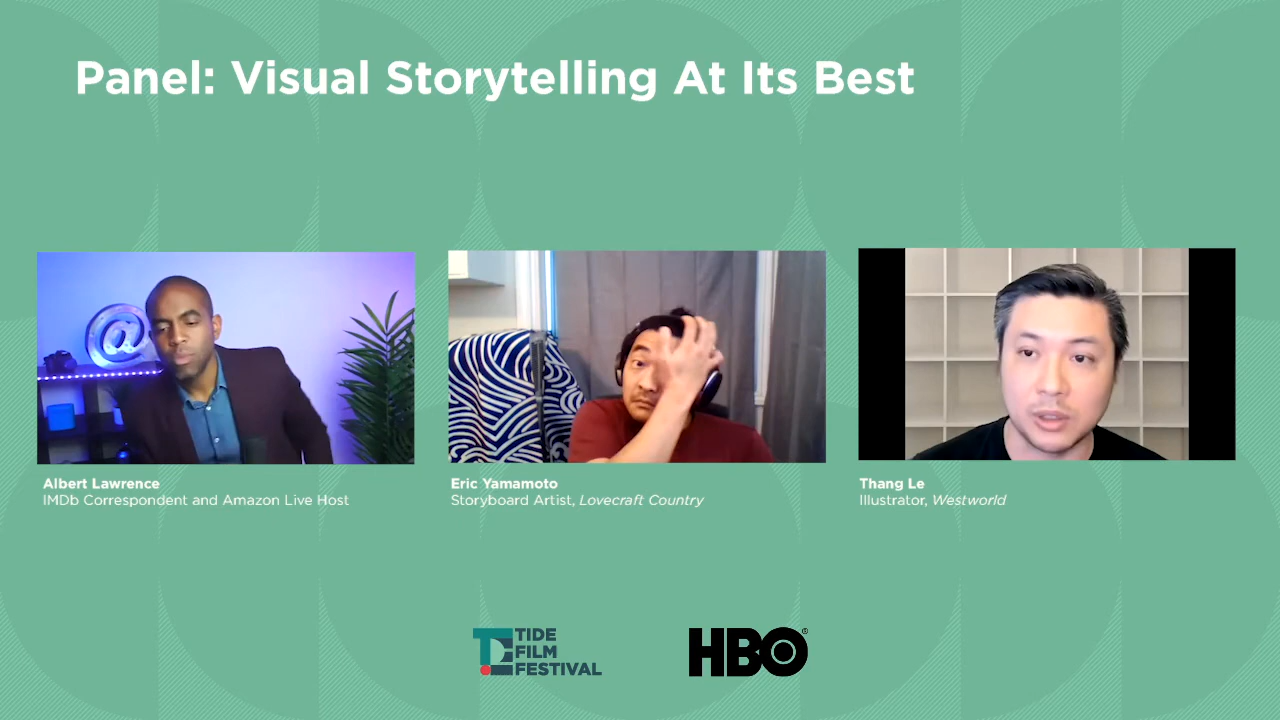 Panel: Visual Storytelling At Its Best
@
Albert Lawrence
IMDb Correspondent and Amazon Live Host
Eric Yamamoto
Storyboard Artist, Lovecraft Country
Thang Le
Illustrator, Westworld
TIDE
FILM
FESTIVAL
HBO®